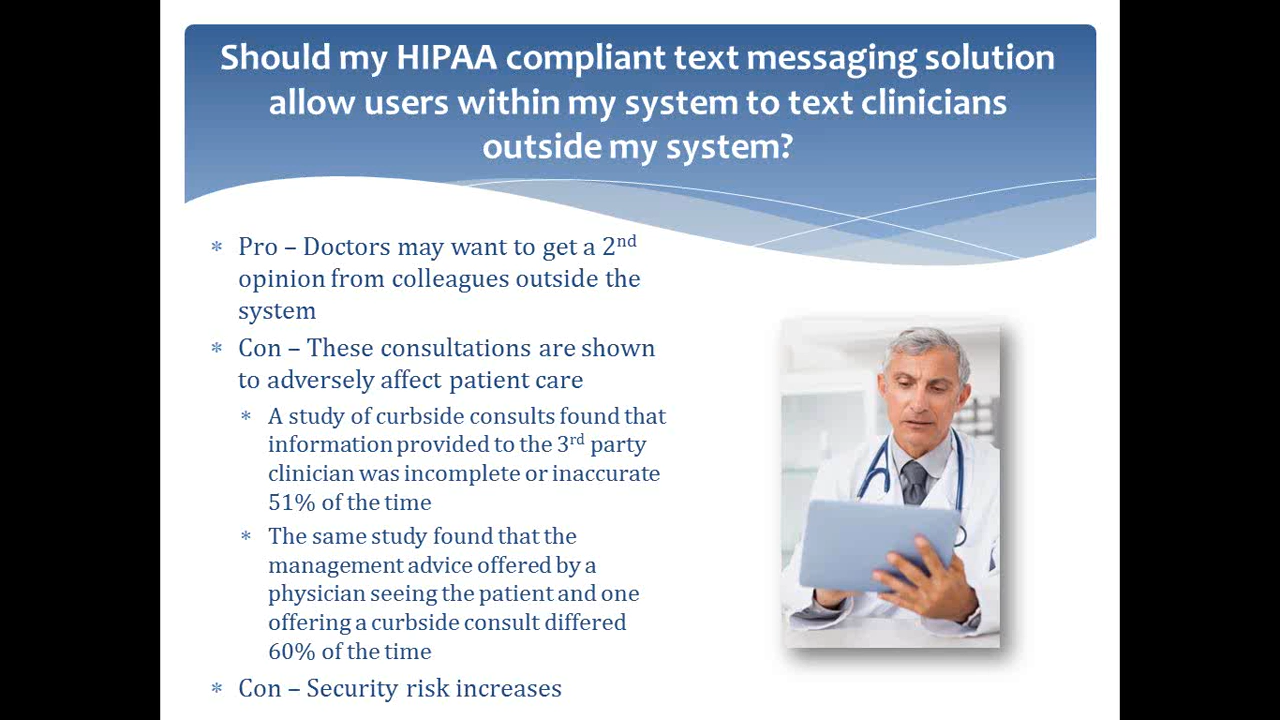 Should my HIPAA compliant text messaging solution
allow users within my system to text clinicians
outside my system?
* Pro – Doctors may want to get a 2nd
opinion from colleagues outside the
system
* Con – These consultations are shown
to adversely affect patient care
* A study of curbside consults found that
information provided to the 3rd party
clinician was incomplete or inaccurate
51% of the time
* The same study found that the
management advice offered by a
physician seeing the patient and one
offering a curbside consult differed
60% of the time
* Con – Security risk increases